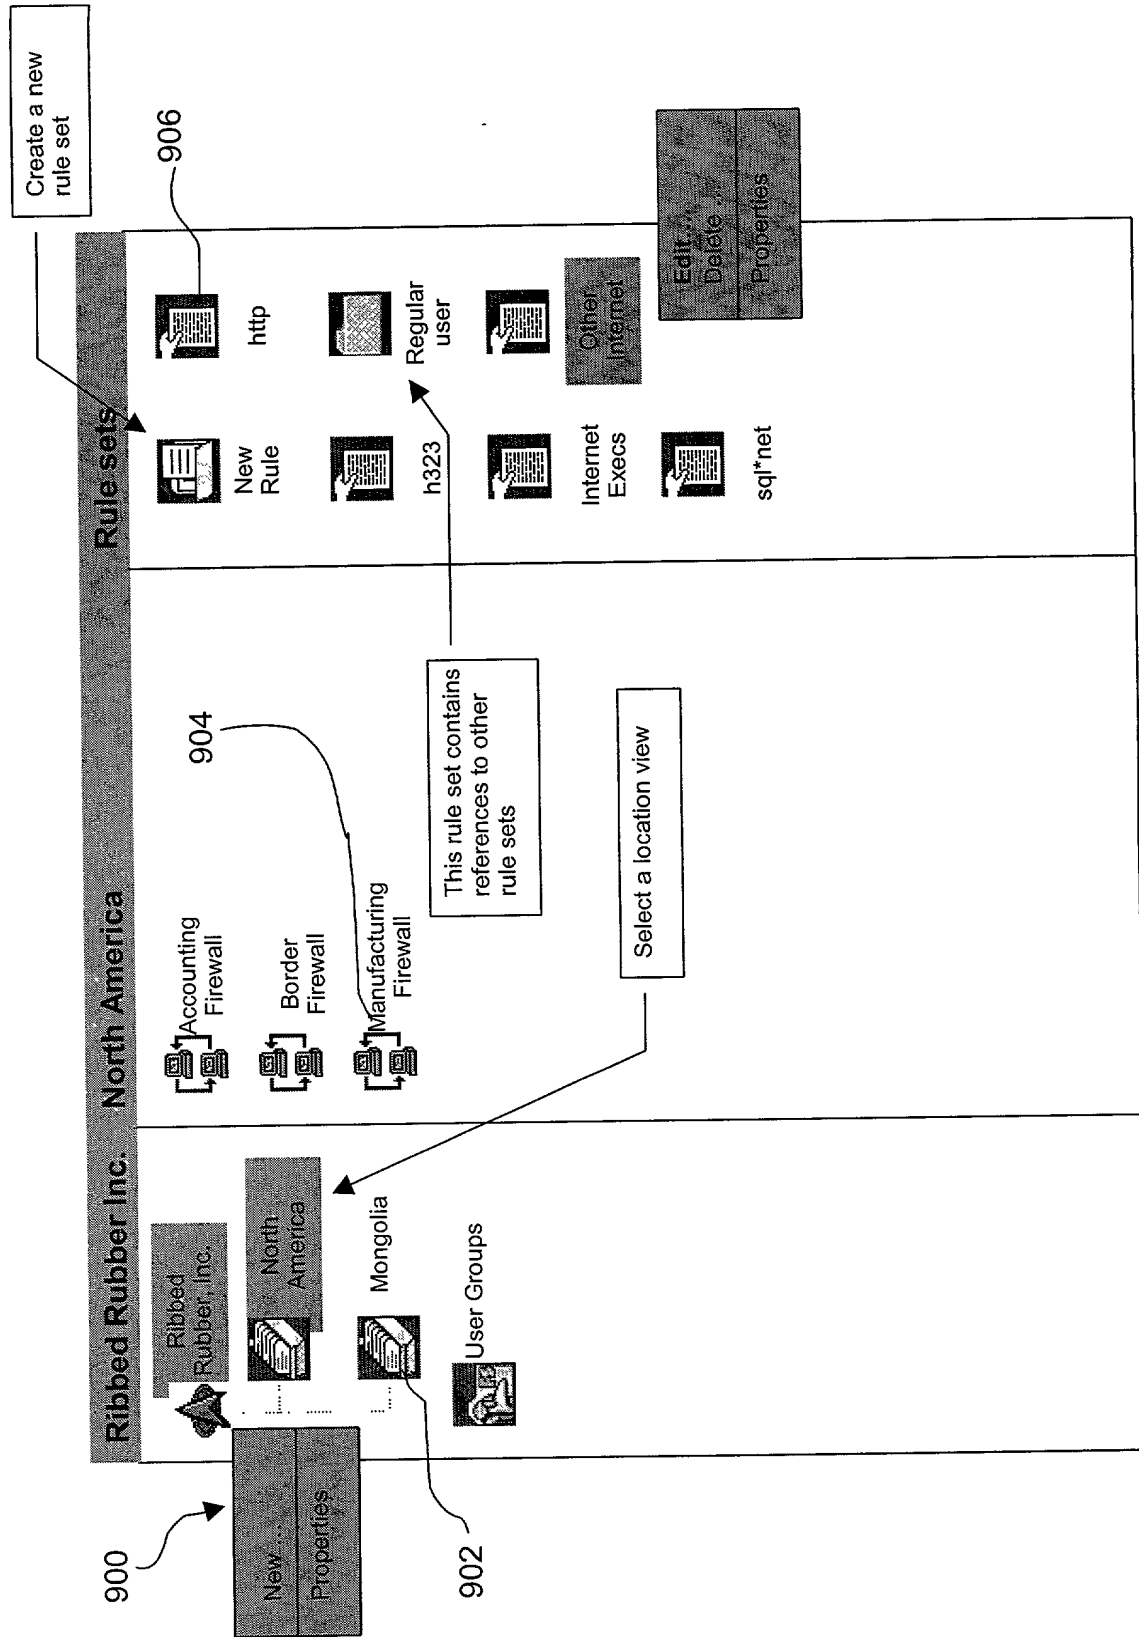 Create a new
rule set
906
Ribbed Rubber Inc.
North America
Rule sets
900
New ...
Properties
Ribbed
Rubber, Inc.
North
America
Mongolia
902
User Groups
Accounting
Firewall
Border
Firewall
Manufacturing
Firewall
904
This rule set contains
references to other
rule sets
Select a location view
New
Rule
http
h323
Regular
user
Internet
Execs
Other
Internet
sql*net
Edit...
Delete ...
Properties